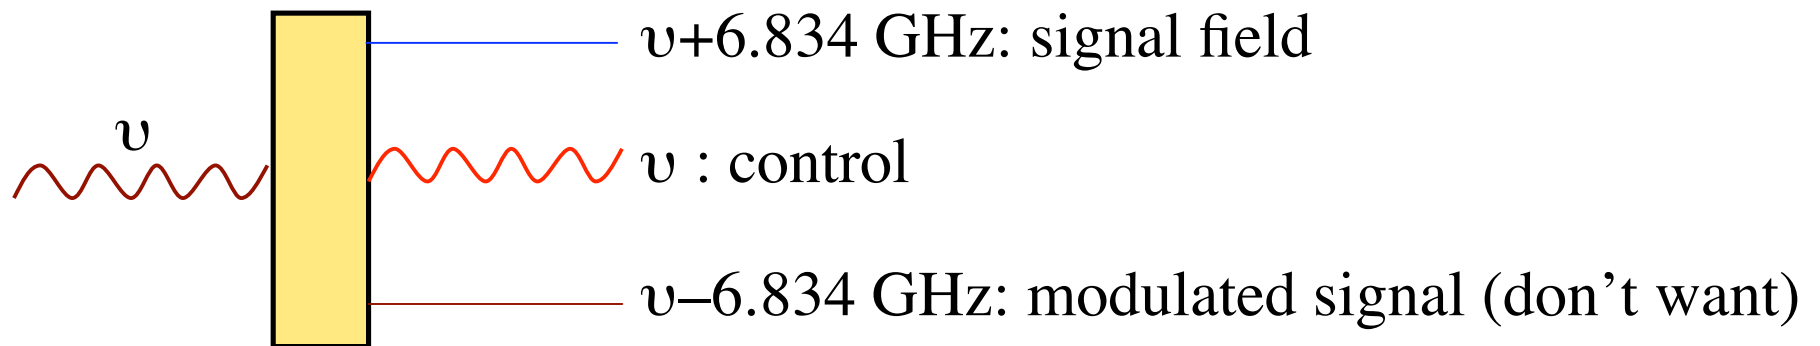 υ+6.834 GHz: signal field
υ
υ : control
υ–6.834 GHz: modulated signal (don’t want)